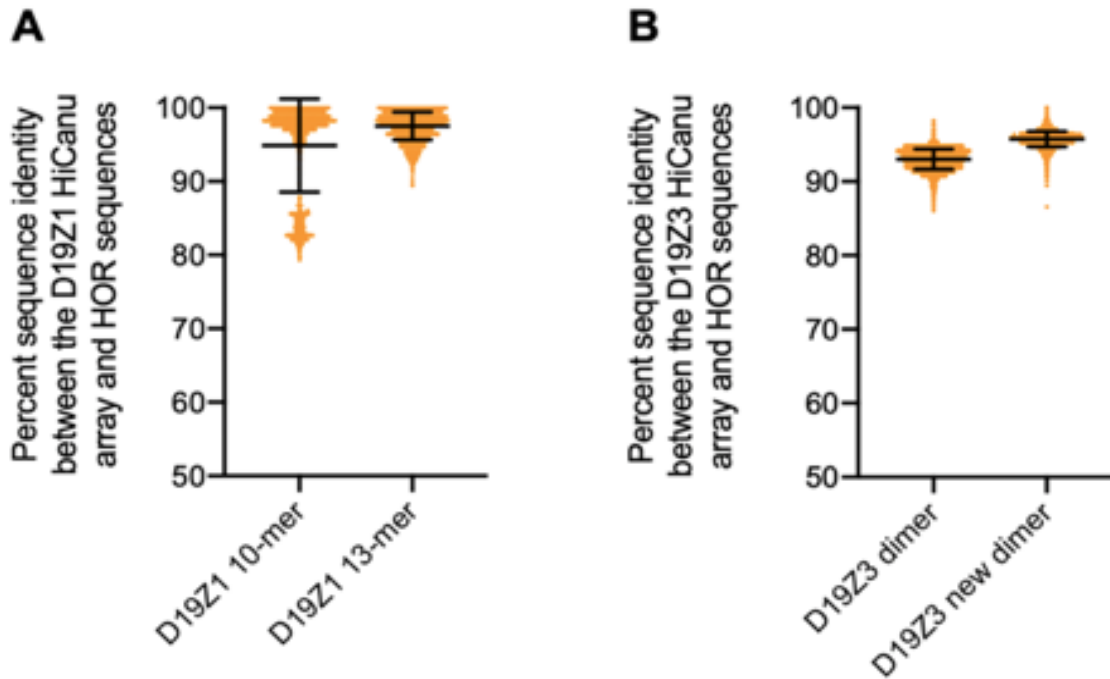 A
Percent sequence identity
between the D19Z1 HiCanu
array and HOR sequences
100
90
80
70
60
50
D19Z1 10-mer
D19Z1 13-mer
B
Percent sequence identity
between the D19Z3 HiCanu
array and HOR sequences
100
90
80
70
60
50
D19Z3 dimer
D19Z3 new dimer